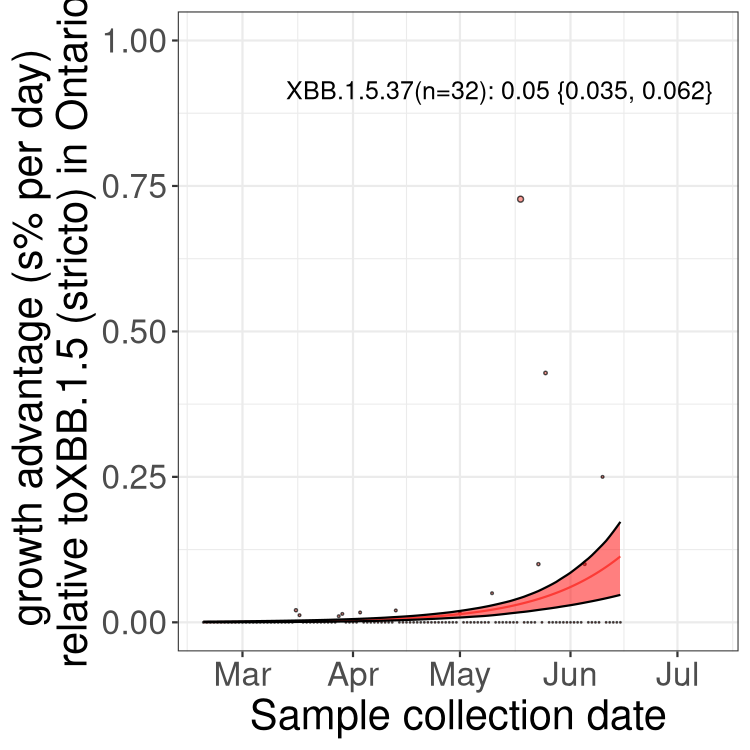 growth advantage (s% per day)
relative toXBB.1.5 (stricto) in Ontario
1.00
0.75
0.50
0.25
0.00
XBB.1.5.37(n=32): 0.05 {0.035, 0.062}
Mar Apr May Jun Jul
Sample collection date